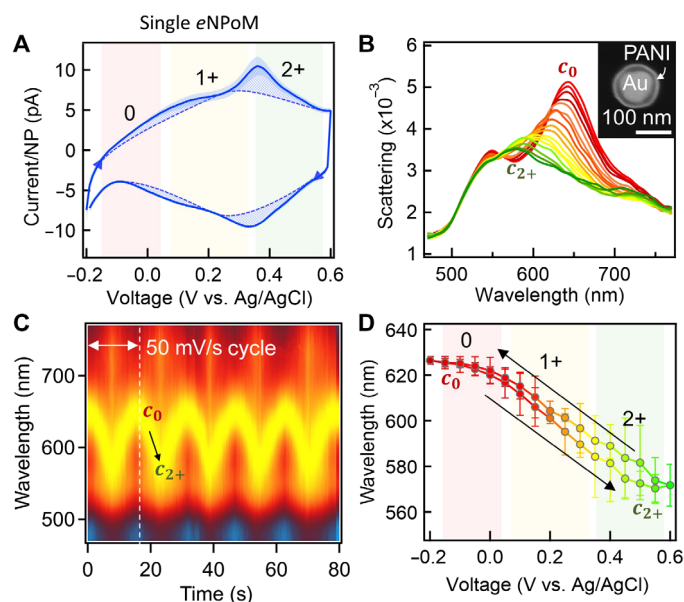 Single eNPoM
A
0
1+
2+
10
5
0
−5
−10
Current/NP (pA)
−0.2
0.0
0.2
0.4
0.6
Voltage (V vs. Ag/AgCl)
B
c0
PANI
Au
100 nm
c2+
5
4
3
2
1
Scattering (x10⁻³)
500
600
700
Wavelength (nm)
C
50 mV/s cycle
c0
c2+
700
600
500
Wavelength (nm)
0
20
40
60
80
Time (s)
D
0
1+
2+
c0
c2+
640
620
600
580
560
Wavelength (nm)
−0.2
0.0
0.2
0.4
0.6
Voltage (V vs. Ag/AgCl)